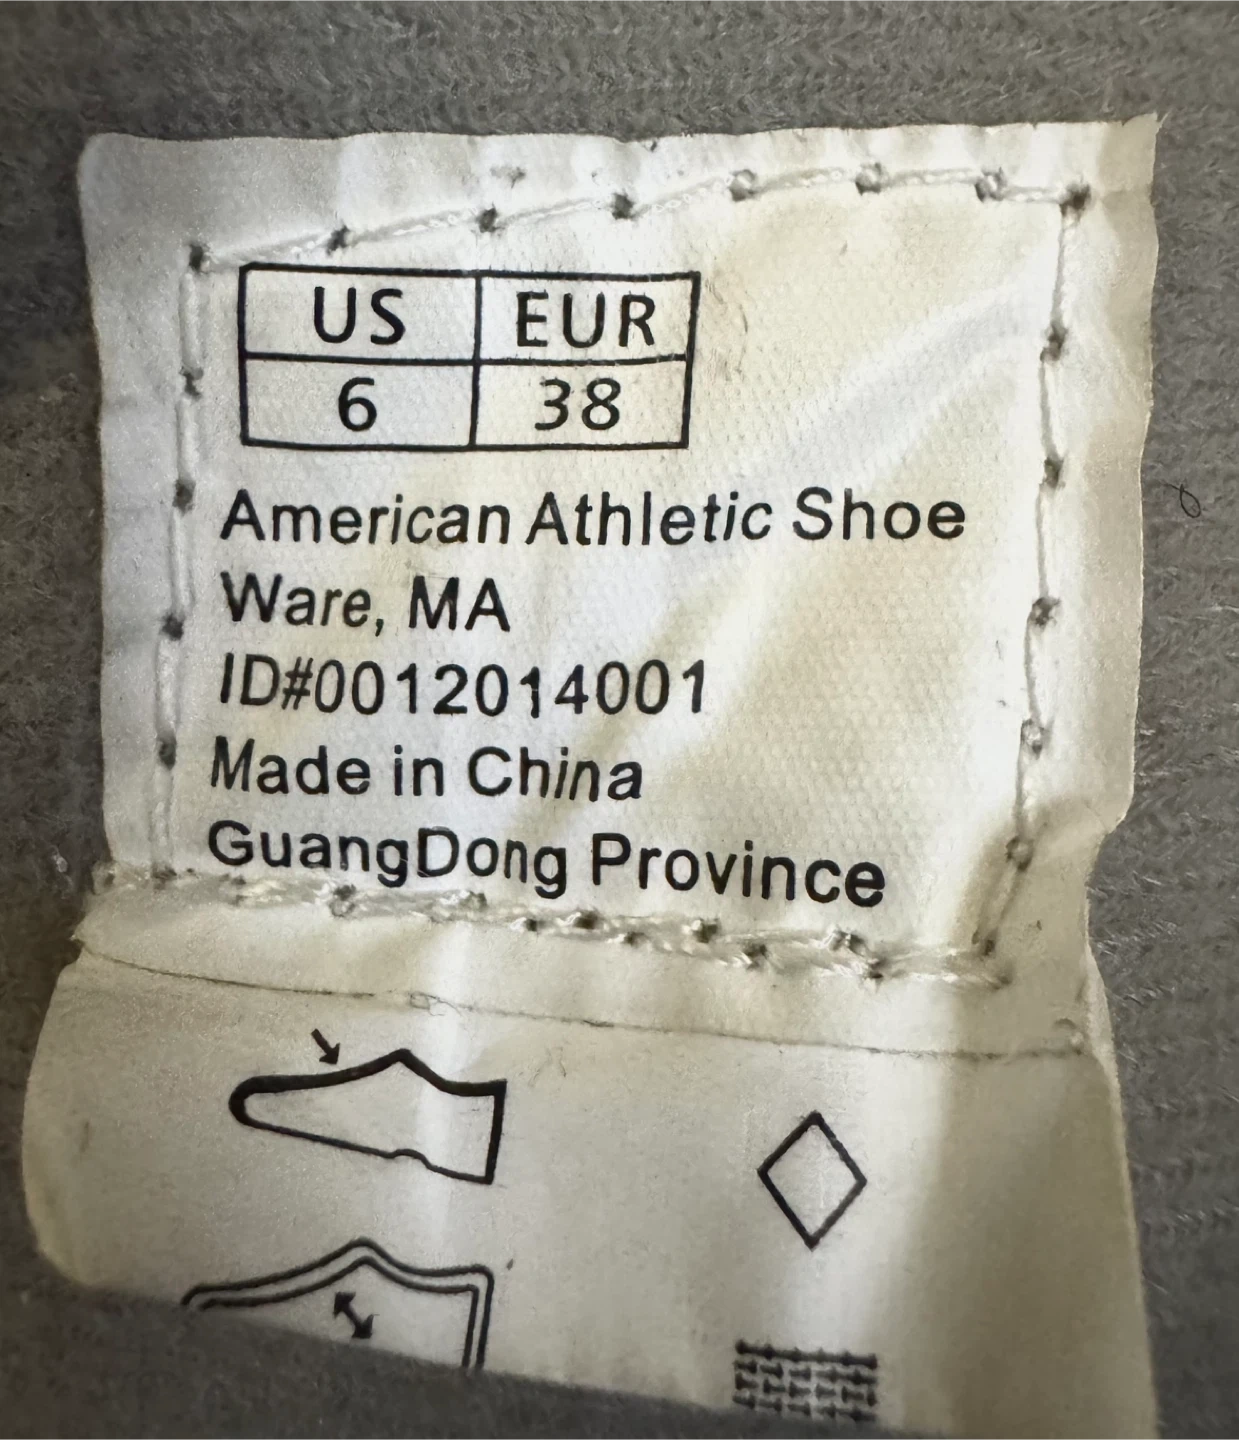 US EUR
6 38
American Athletic Shoe
Ware, MA
ID#0012014001
Made in China
GuangDong Province